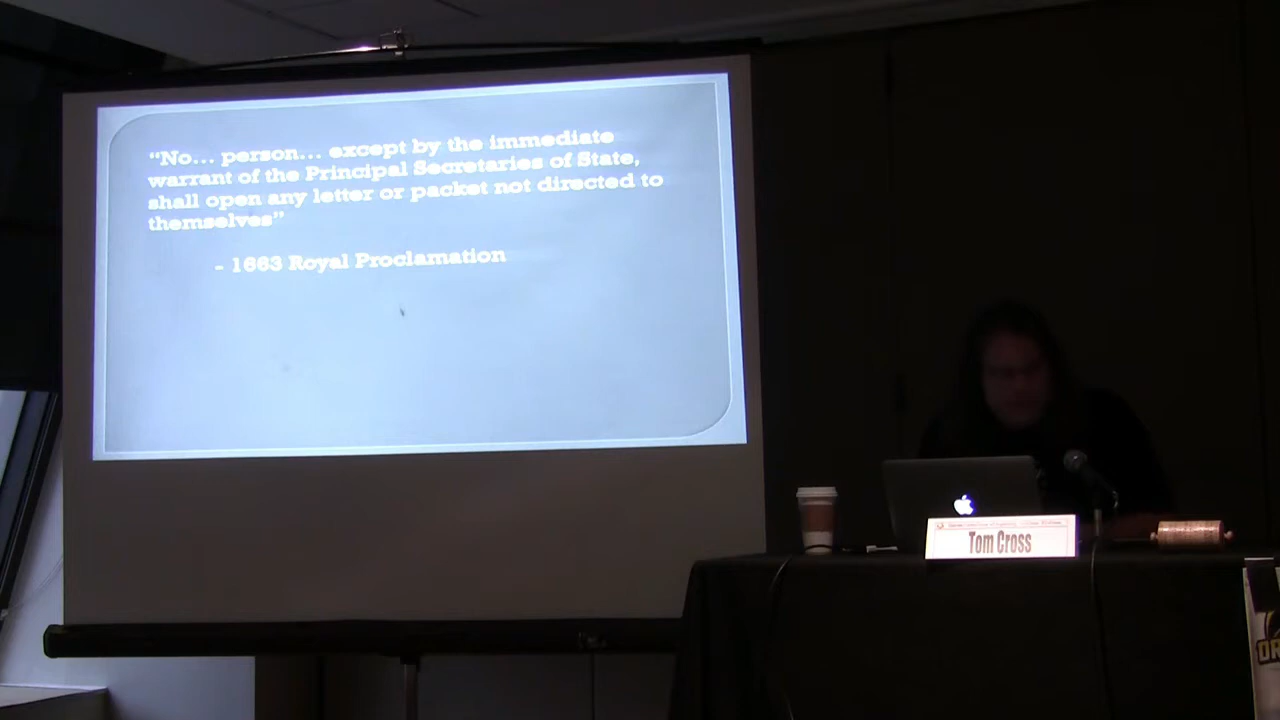 “No... person... except by the immediate
warrant of the Principal Secretaries of State,
shall open any letter or packet not directed to
themselves”
- 1663 Royal Proclamation
Tom Cross